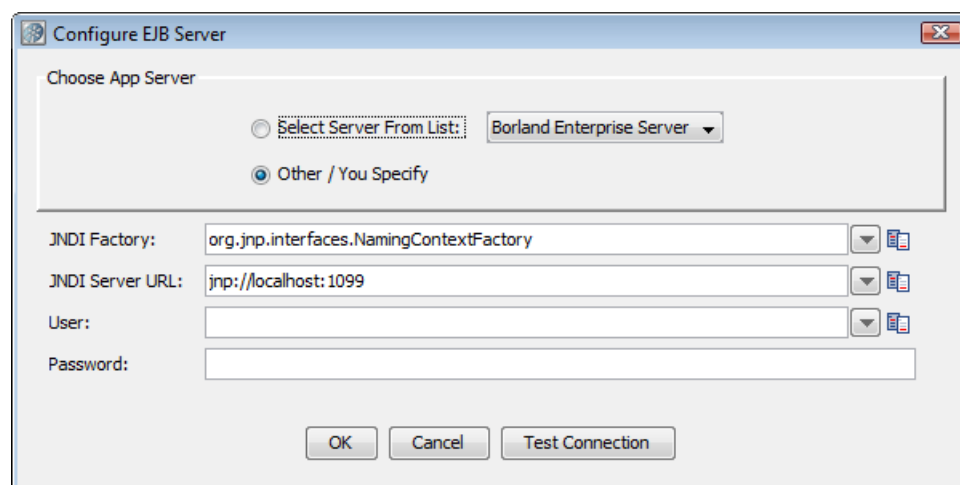 Configure EJB Server
Choose App Server
Select Server From List: Borland Enterprise Server
Other / You Specify
JNDI Factory: org.jnp.interfaces.NamingContextFactory
JNDI Server URL: jnp://localhost:1099
User:
Password:
OK Cancel Test Connection